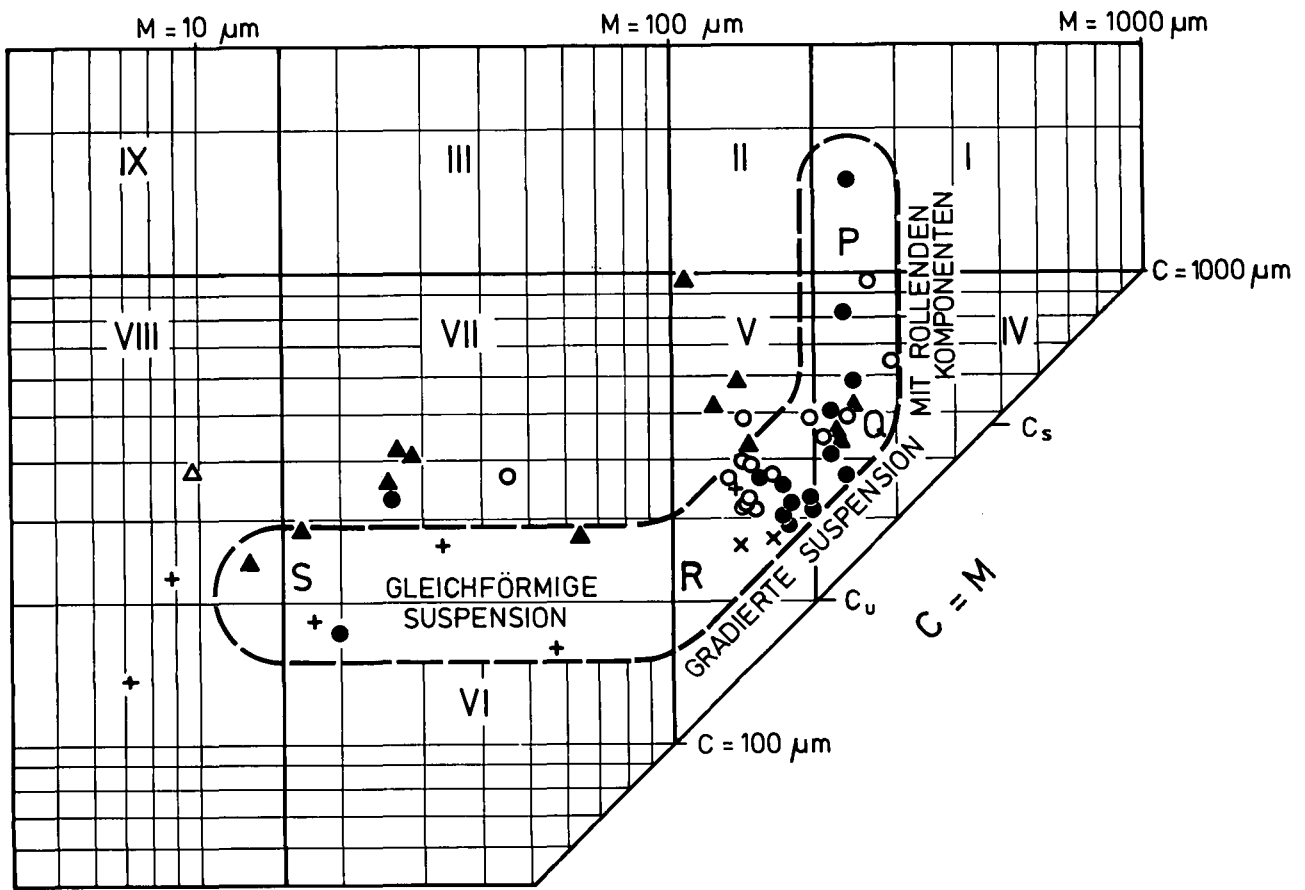 M = 10 µm
M = 100 µm
M = 1000 µm
IX
III
II
I
P
MIT ROLLENDEN
KOMPONENTEN
C = 1000 µm
VIII
VII
V
IV
Q
Cs
S
GLEICHFÖRMIGE
SUSPENSION
R
GRADIERTE SUSPENSION
Cu
C = M
VI
C = 100 µm